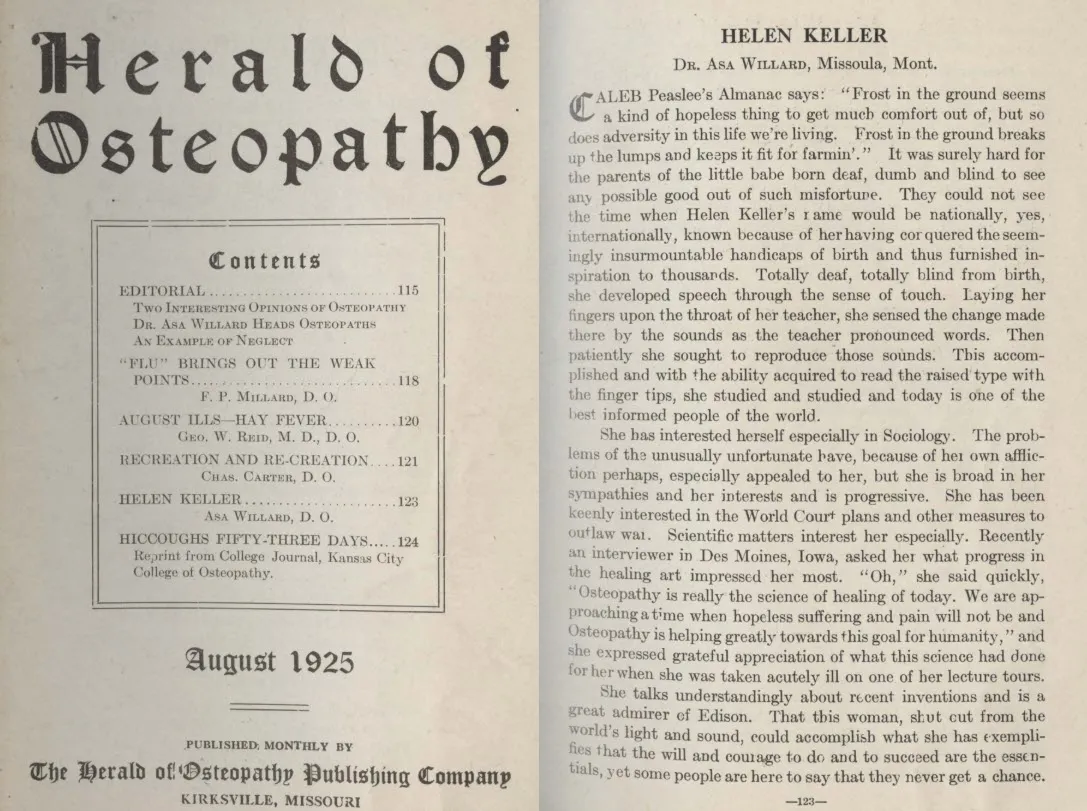 Herald of
Osteopathy
Contents
EDITORIAL ........................... 115
Two Interesting Opinions of Osteopathy
Dr. Asa Willard Heads Osteopaths
An Example of Neglect
"FLU" BRINGS OUT THE WEAK
POINTS.............................. 118
F. P. Millard, D. O.
AUGUST ILLS—HAY FEVER.......... 120
Geo. W. Reid, M. D., D. O.
RECREATION AND RE-CREATION.... 121
Chas. Carter, D. O.
HELEN KELLER...................... 123
Asa Willard, D. O.
HICCOUGHS FIFTY-THREE DAYS..... 124
Reprint from College Journal, Kansas City
College of Osteopathy.
August 1925
PUBLISHED MONTHLY BY
The Herald of Osteopathy Publishing Company
KIRKSVILLE, MISSOURI
HELEN KELLER
Dr. Asa Willard, Missoula, Mont.
CALEB Peaslee's Almanac says: "Frost in the ground seems
a kind of hopeless thing to get much comfort out of, but so
does adversity in this life we're living. Frost in the ground breaks
up the lumps and keeps it fit for farmin'." It was surely hard for
the parents of the little babe born deaf, dumb and blind to see
any possible good out of such misfortune. They could not see
the time when Helen Keller's name would be nationally, yes,
internationally, known because of her having conquered the seem-
ingly insurmountable handicaps of birth and thus furnished in-
spiration to thousands. Totally deaf, totally blind from birth,
she developed speech through the sense of touch. Laying her
fingers upon the throat of her teacher, she sensed the change made
there by the sounds as the teacher pronounced words. Then
patiently she sought to reproduce those sounds. This accom-
plished and with the ability acquired to read the raised type with
the finger tips, she studied and studied and today is one of the
best informed people of the world.
She has interested herself especially in Sociology. The prob-
lems of the unusually unfortunate have, because of her own afflic-
tion perhaps, especially appealed to her, but she is broad in her
sympathies and her interests and is progressive. She has been
keenly interested in the World Court plans and other measures to
outlaw war. Scientific matters interest her especially. Recently
an interviewer in Des Moines, Iowa, asked her what progress in
the healing art impressed her most. "Oh," she said quickly,
"Osteopathy is really the science of healing of today. We are ap-
proaching a time when hopeless suffering and pain will not be and
Osteopathy is helping greatly towards this goal for humanity," and
she expressed grateful appreciation of what this science had done
for her when she was taken acutely ill on one of her lecture tours.
She talks understandingly about recent inventions and is a
great admirer of Edison. That this woman, shut out from the
world's light and sound, could accomplish what she has exempli-
fies that the will and courage to do and to succeed are the essen-
tials, yet some people are here to say that they never get a chance.
—123—